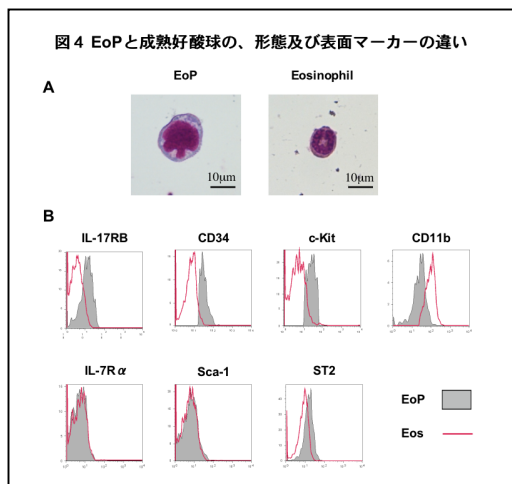 図4 EoPと成熟好酸球の、形態及び表面マーカーの違い
A
EoP
Eosinophil
10μm
10μm
B
IL-17RB
CD34
c-Kit
CD11b
IL-7Rα
Sca-1
ST2
EoP
Eos